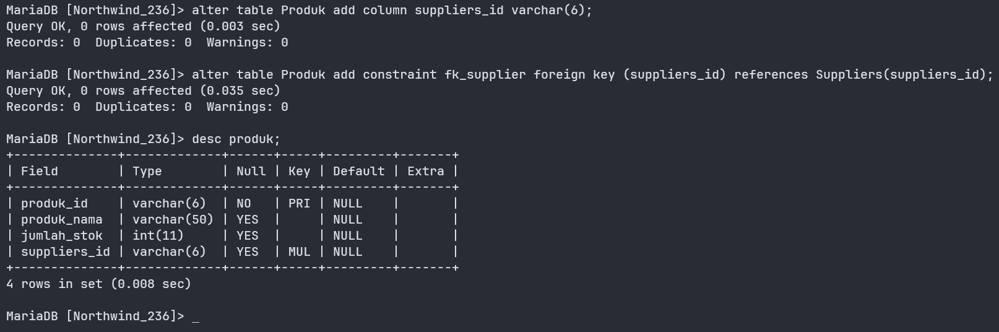 MariaDB [Northwind_236]> alter table Produk add column suppliers_id varchar(6);
Query OK, 0 rows affected (0.003 sec)
Records: 0  Duplicates: 0  Warnings: 0

MariaDB [Northwind_236]> alter table Produk add constraint fk_supplier foreign key (suppliers_id) references Suppliers(suppliers_id);
Query OK, 0 rows affected (0.035 sec)
Records: 0  Duplicates: 0  Warnings: 0

MariaDB [Northwind_236]> desc produk;
+--------------+-------------+------+-----+---------+-------+
| Field        | Type        | Null | Key | Default | Extra |
+--------------+-------------+------+-----+---------+-------+
| produk_id    | varchar(6)  | NO   | PRI | NULL    |       |
| produk_nama  | varchar(50) | YES  |     | NULL    |       |
| jumlah_stok  | int(11)     | YES  |     | NULL    |       |
| suppliers_id | varchar(6)  | YES  | MUL | NULL    |       |
+--------------+-------------+------+-----+---------+-------+
4 rows in set (0.008 sec)

MariaDB [Northwind_236]> _